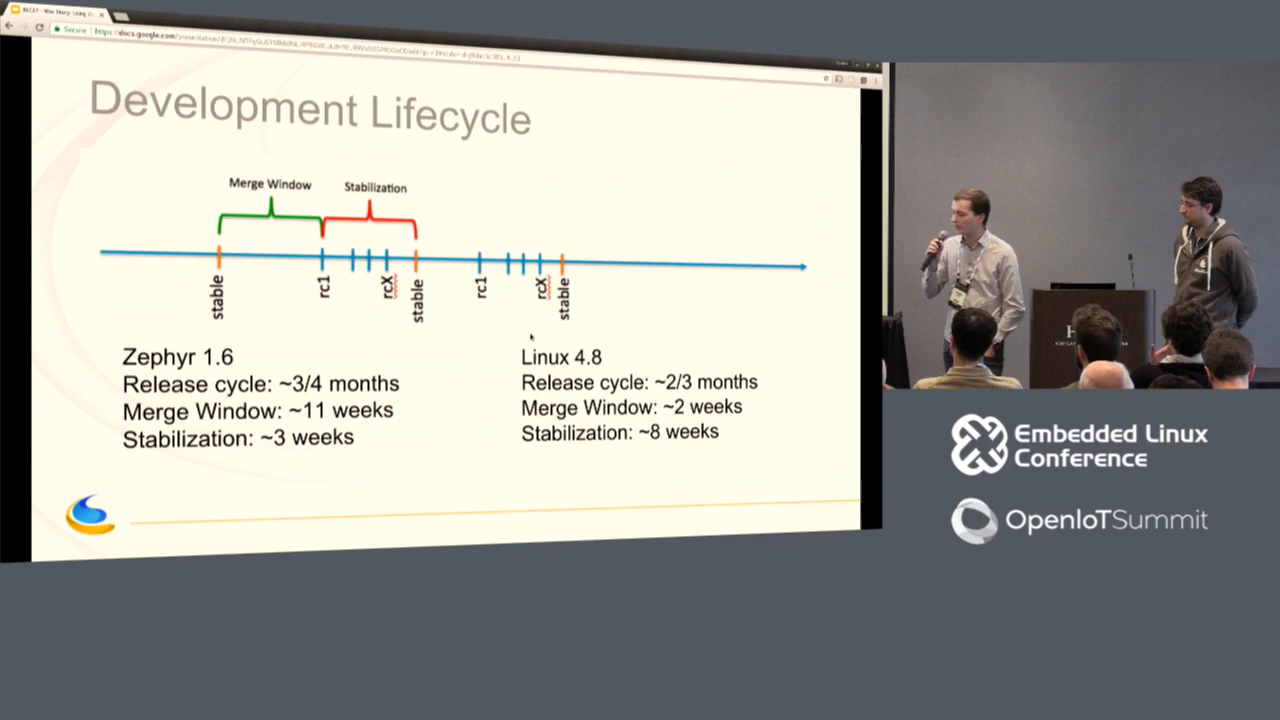 Secure
Development Lifecycle
Merge Window
Stabilization
stable
rc1
rcX
stable
rc1
rcX
stable
Zephyr 1.6
Release cycle: ~3/4 months
Merge Window: ~11 weeks
Stabilization: ~3 weeks
Linux 4.8
Release cycle: ~2/3 months
Merge Window: ~2 weeks
Stabilization: ~8 weeks
Embedded Linux
Conference
OpenIoTSummit